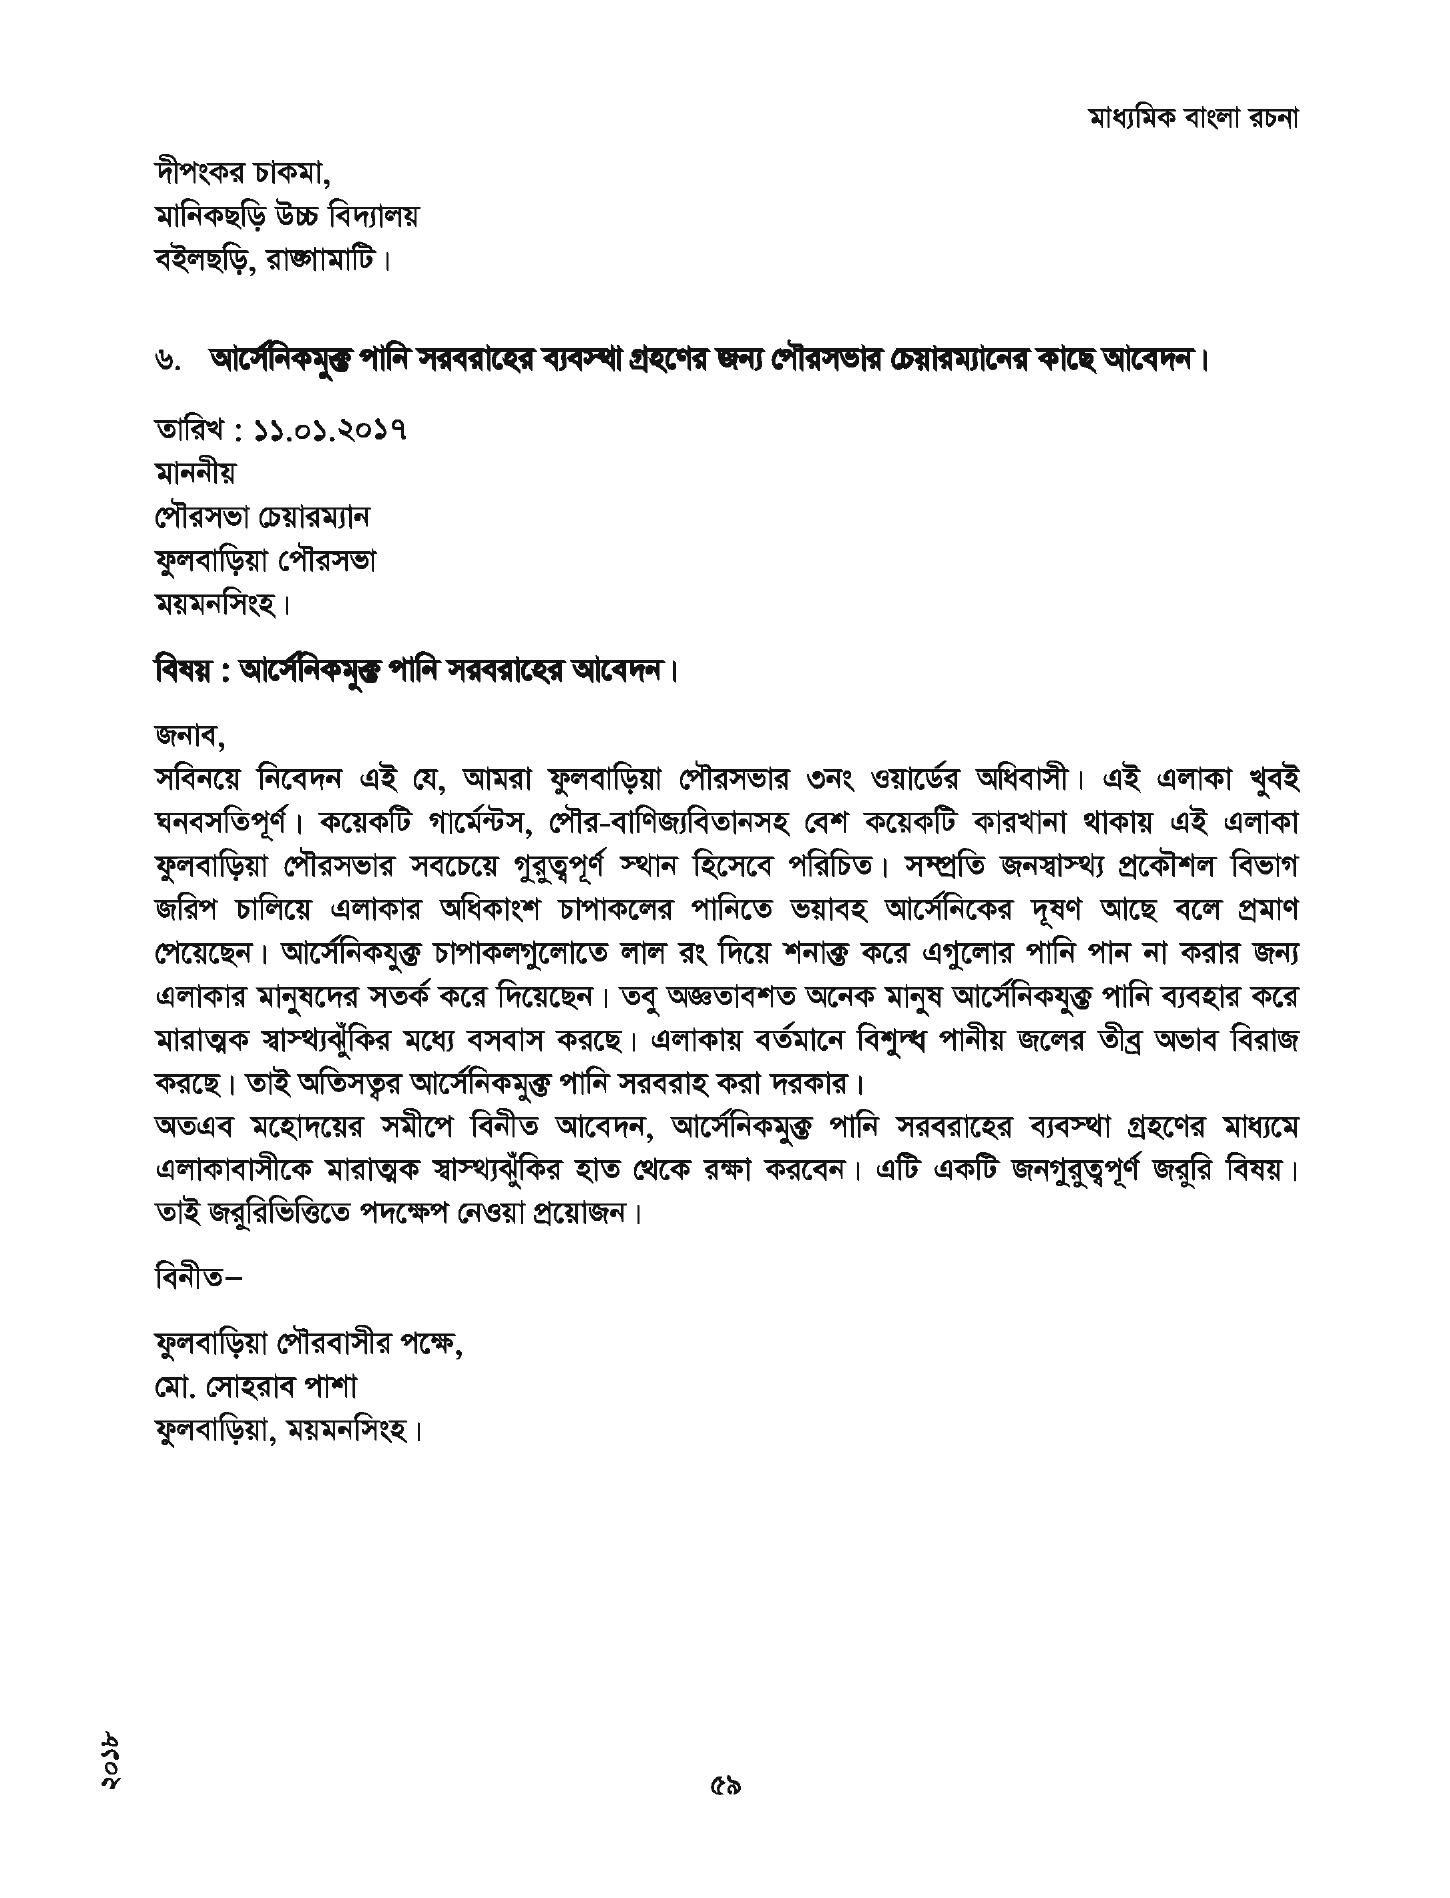 মাধ্যমিক বাংলা রচনা
দীপংকর চাকমা,
মানিকছড়ি উচ্চ বিদ্যালয়
বইলছড়ি, রাঙ্গামাটি।
৬. আর্সেনিকমুক্ত পানি সরবরাহের ব্যবস্থা গ্রহণের জন্য পৌরসভার চেয়ারম্যানের কাছে আবেদন।
তারিখ : ১১.০১.২০১৭
মাননীয়
পৌরসভা চেয়ারম্যান
ফুলবাড়িয়া পৌরসভা
ময়মনসিংহ।
বিষয় : আর্সেনিকমুক্ত পানি সরবরাহের আবেদন।
জনাব,
সবিনয়ে নিবেদন এই যে, আমরা ফুলবাড়িয়া পৌরসভার ৩নং ওয়ার্ডের অধিবাসী। এই এলাকা খুবই
ঘনবসতিপূর্ণ। কয়েকটি গার্মেন্টস, পৌর-বাণিজ্যবিতানসহ বেশ কয়েকটি কারখানা থাকায় এই এলাকা
ফুলবাড়িয়া পৌরসভার সবচেয়ে গুরুত্বপূর্ণ স্থান হিসেবে পরিচিত। সম্প্রতি জনস্বাস্থ্য প্রকৌশল বিভাগ
জরিপ চালিয়ে এলাকার অধিকাংশ চাপাকলের পানিতে ভয়াবহ আর্সেনিকের দূষণ আছে বলে প্রমাণ
পেয়েছেন। আর্সেনিকযুক্ত চাপাকলগুলোতে লাল রং দিয়ে শনাক্ত করে এগুলোর পানি পান না করার জন্য
এলাকার মানুষদের সতর্ক করে দিয়েছেন। তবু অজ্ঞতাবশত অনেক মানুষ আর্সেনিকযুক্ত পানি ব্যবহার করে
মারাত্মক স্বাস্থ্যঝুঁকির মধ্যে বসবাস করছে। এলাকায় বর্তমানে বিশুদ্ধ পানীয় জলের তীব্র অভাব বিরাজ
করছে। তাই অতিসত্বর আর্সেনিকমুক্ত পানি সরবরাহ করা দরকার।
অতএব মহোদয়ের সমীপে বিনীত আবেদন, আর্সেনিকমুক্ত পানি সরবরাহের ব্যবস্থা গ্রহণের মাধ্যমে
এলাকাবাসীকে মারাত্মক স্বাস্থ্যঝুঁকির হাত থেকে রক্ষা করবেন। এটি একটি জনগুরুত্বপূর্ণ জরুরি বিষয়।
তাই জরুরিভিত্তিতে পদক্ষেপ নেওয়া প্রয়োজন।
বিনীত–
ফুলবাড়িয়া পৌরবাসীর পক্ষে,
মো. সোহরাব পাশা
ফুলবাড়িয়া, ময়মনসিংহ।
২০১৮
৫৯